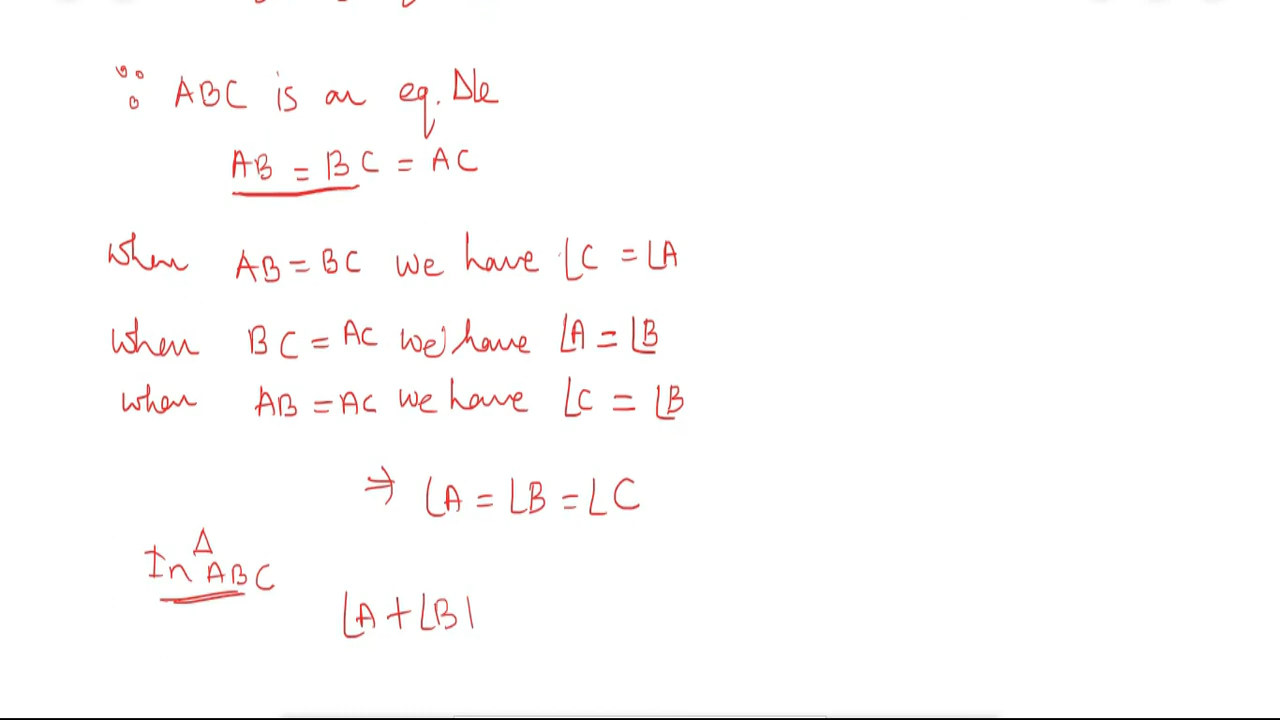 ∵ ABC is an eq. Δle
AB = BC = AC
when AB = BC we have ∠C = ∠A
when BC = AC we have ∠A = ∠B
when AB = AC we have ∠C = ∠B
⇒ ∠A = ∠B = ∠C
In Δ ABC
∠A + ∠B